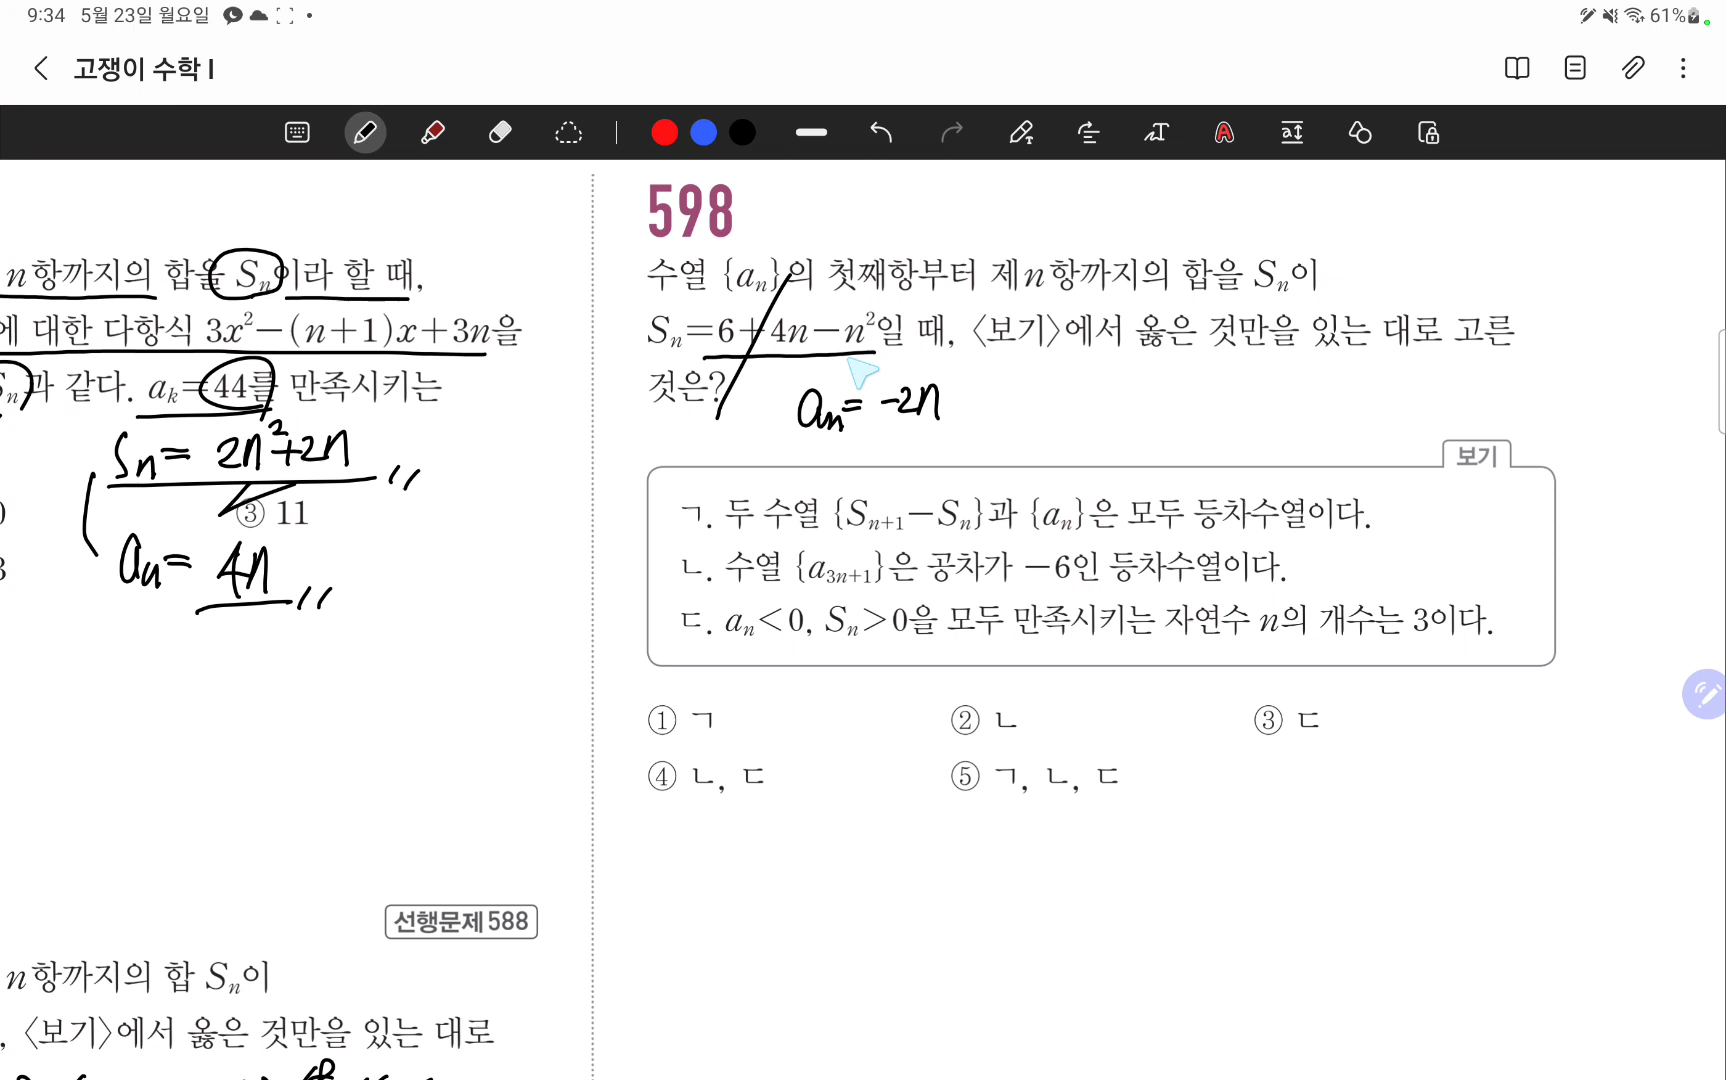 9:34 5월 23일 월요일
61%
고쟁이 수학 I
n항까지의 합을 Sₙ이라 할 때,
에 대한 다항식 3x²-(n+1)x+3n을
Sₙ과 같다. aₖ=44를 만족시키는
Sₙ= 2n²+2n
③ 11
aₙ= 4n
선행문제 588
n항까지의 합 Sₙ이
, 〈보기〉에서 옳은 것만을 있는 대로
598
수열 {aₙ}의 첫째항부터 제n항까지의 합을 Sₙ이
Sₙ=6+4n-n²일 때, 〈보기〉에서 옳은 것만을 있는 대로 고른
것은?
aₙ= -2n
보기
ㄱ. 두 수열 {Sₙ₊₁-Sₙ}과 {aₙ}은 모두 등차수열이다.
ㄴ. 수열 {a₃ₙ₊₁}은 공차가 -6인 등차수열이다.
ㄷ. aₙ<0, Sₙ>0을 모두 만족시키는 자연수 n의 개수는 3이다.
① ㄱ ② ㄴ ③ ㄷ
④ ㄴ, ㄷ ⑤ ㄱ, ㄴ, ㄷ